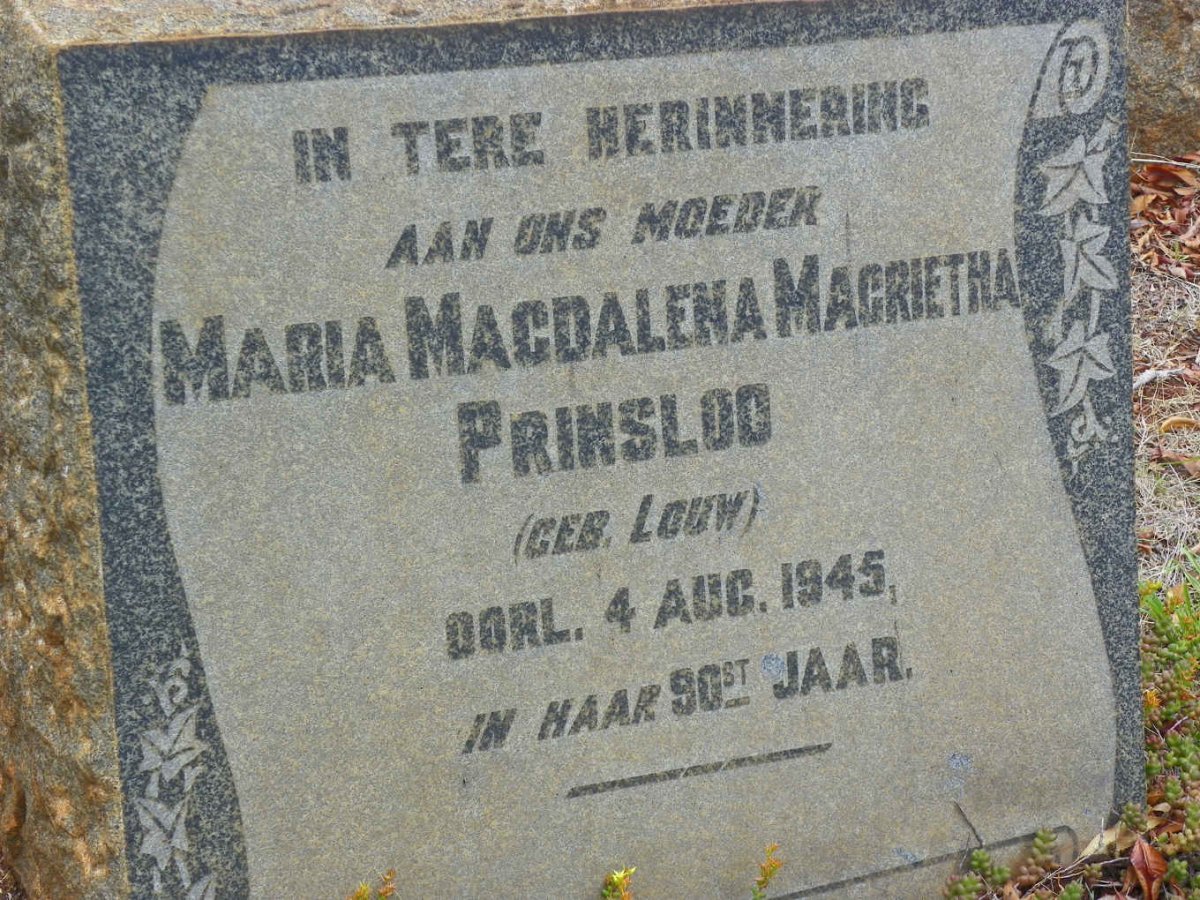 IN TERE HERINNERING
AAN ONS MOEDER
MARIA MAGDALENA MAGRIETHA
PRINSLOO
(GEB. LOUW)
OORL. 4 AUG. 1945,
IN HAAR 90ST JAAR.